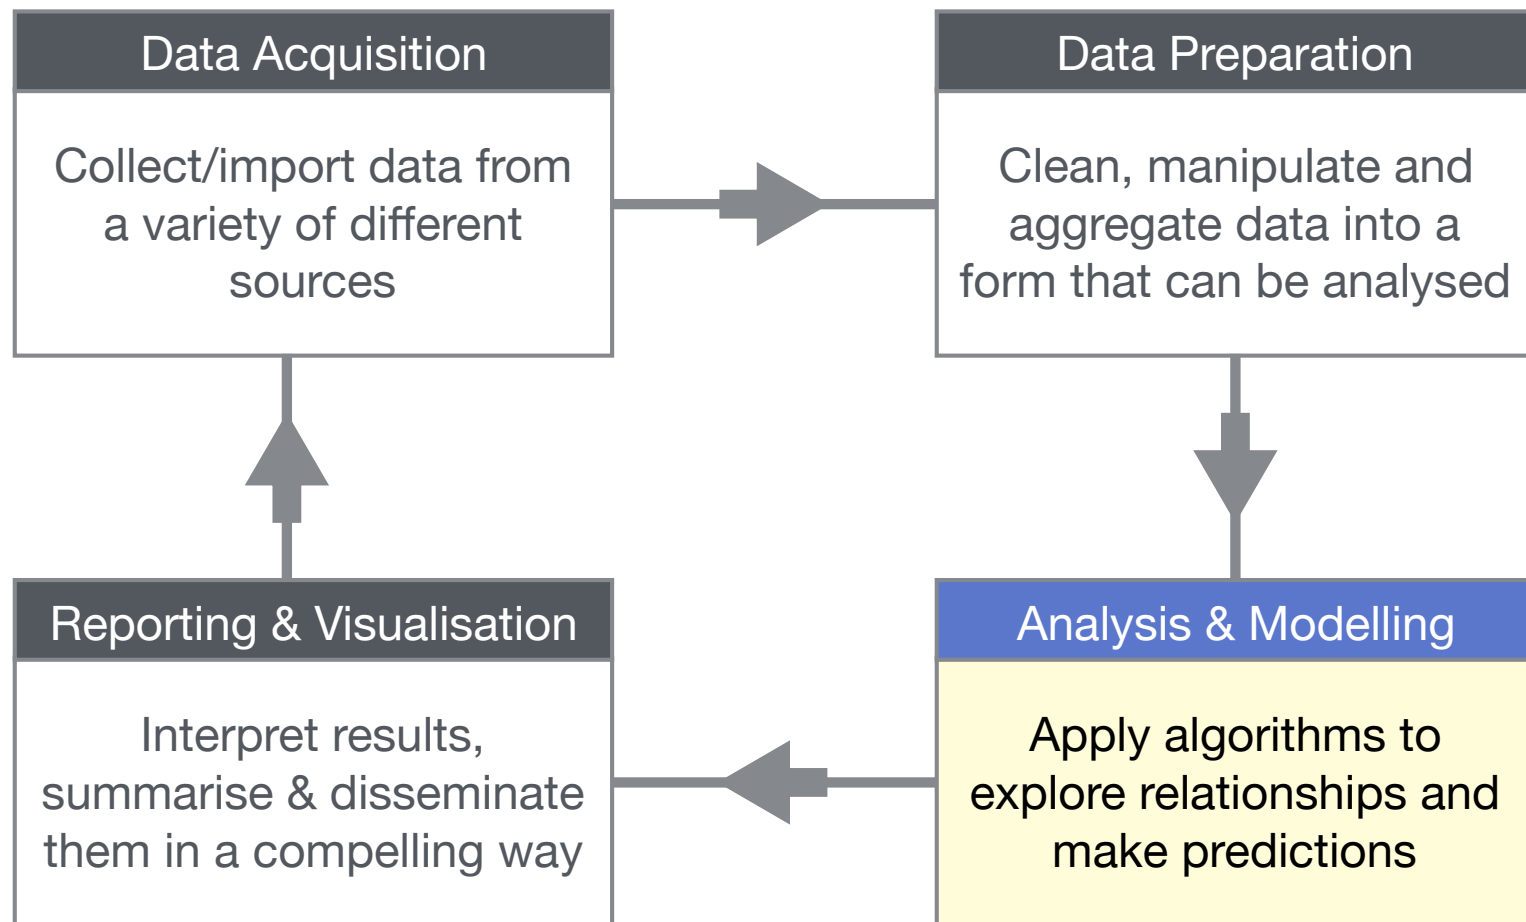 Data Acquisition
Collect/import data from
a variety of different
sources
Data Preparation
Clean, manipulate and
aggregate data into a
form that can be analysed
Reporting & Visualisation
Interpret results,
summarise & disseminate
them in a compelling way
Analysis & Modelling
Apply algorithms to
explore relationships and
make predictions